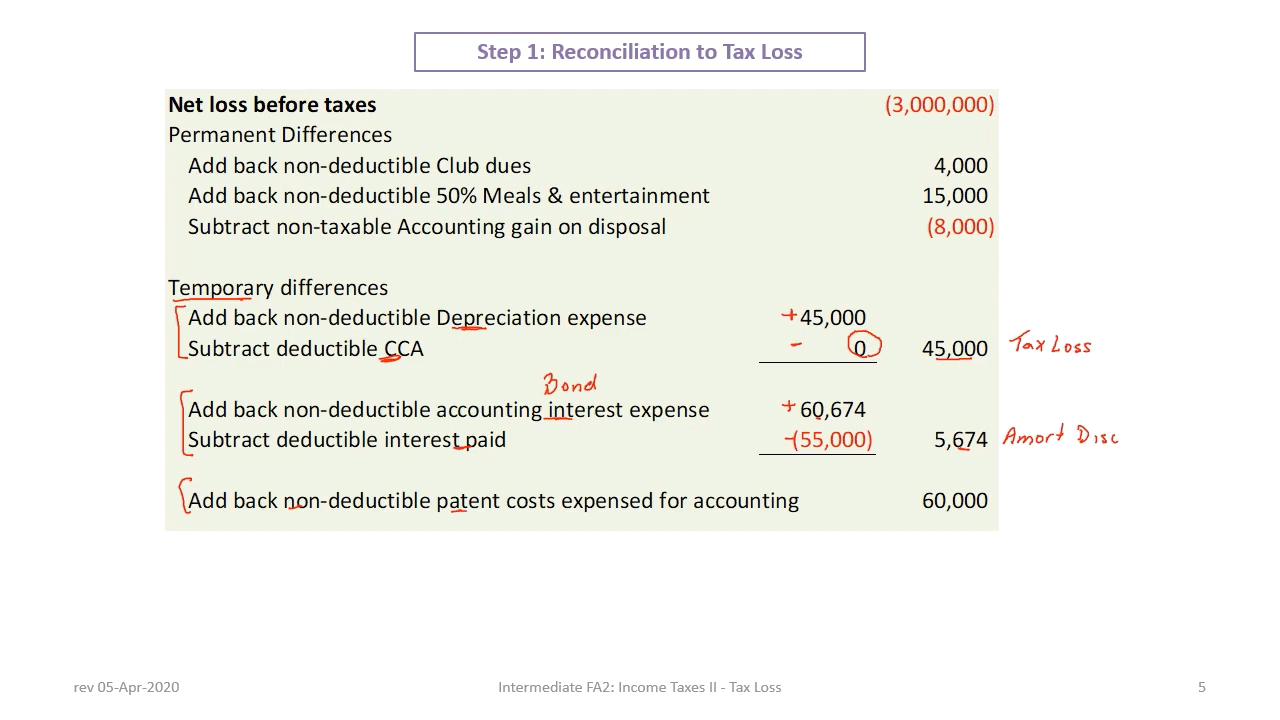 Step 1: Reconciliation to Tax Loss
Net loss before taxes (3,000,000)
Permanent Differences
Add back non-deductible Club dues 4,000
Add back non-deductible 50% Meals & entertainment 15,000
Subtract non-taxable Accounting gain on disposal (8,000)
Temporary differences
Add back non-deductible Depreciation expense +45,000
Subtract deductible CCA - 0 45,000 Tax Loss
Bond
Add back non-deductible accounting interest expense +60,674
Subtract deductible interest paid -(55,000) 5,674 Amort Disc
Add back non-deductible patent costs expensed for accounting 60,000
rev 05-Apr-2020 Intermediate FA2: Income Taxes II - Tax Loss 5